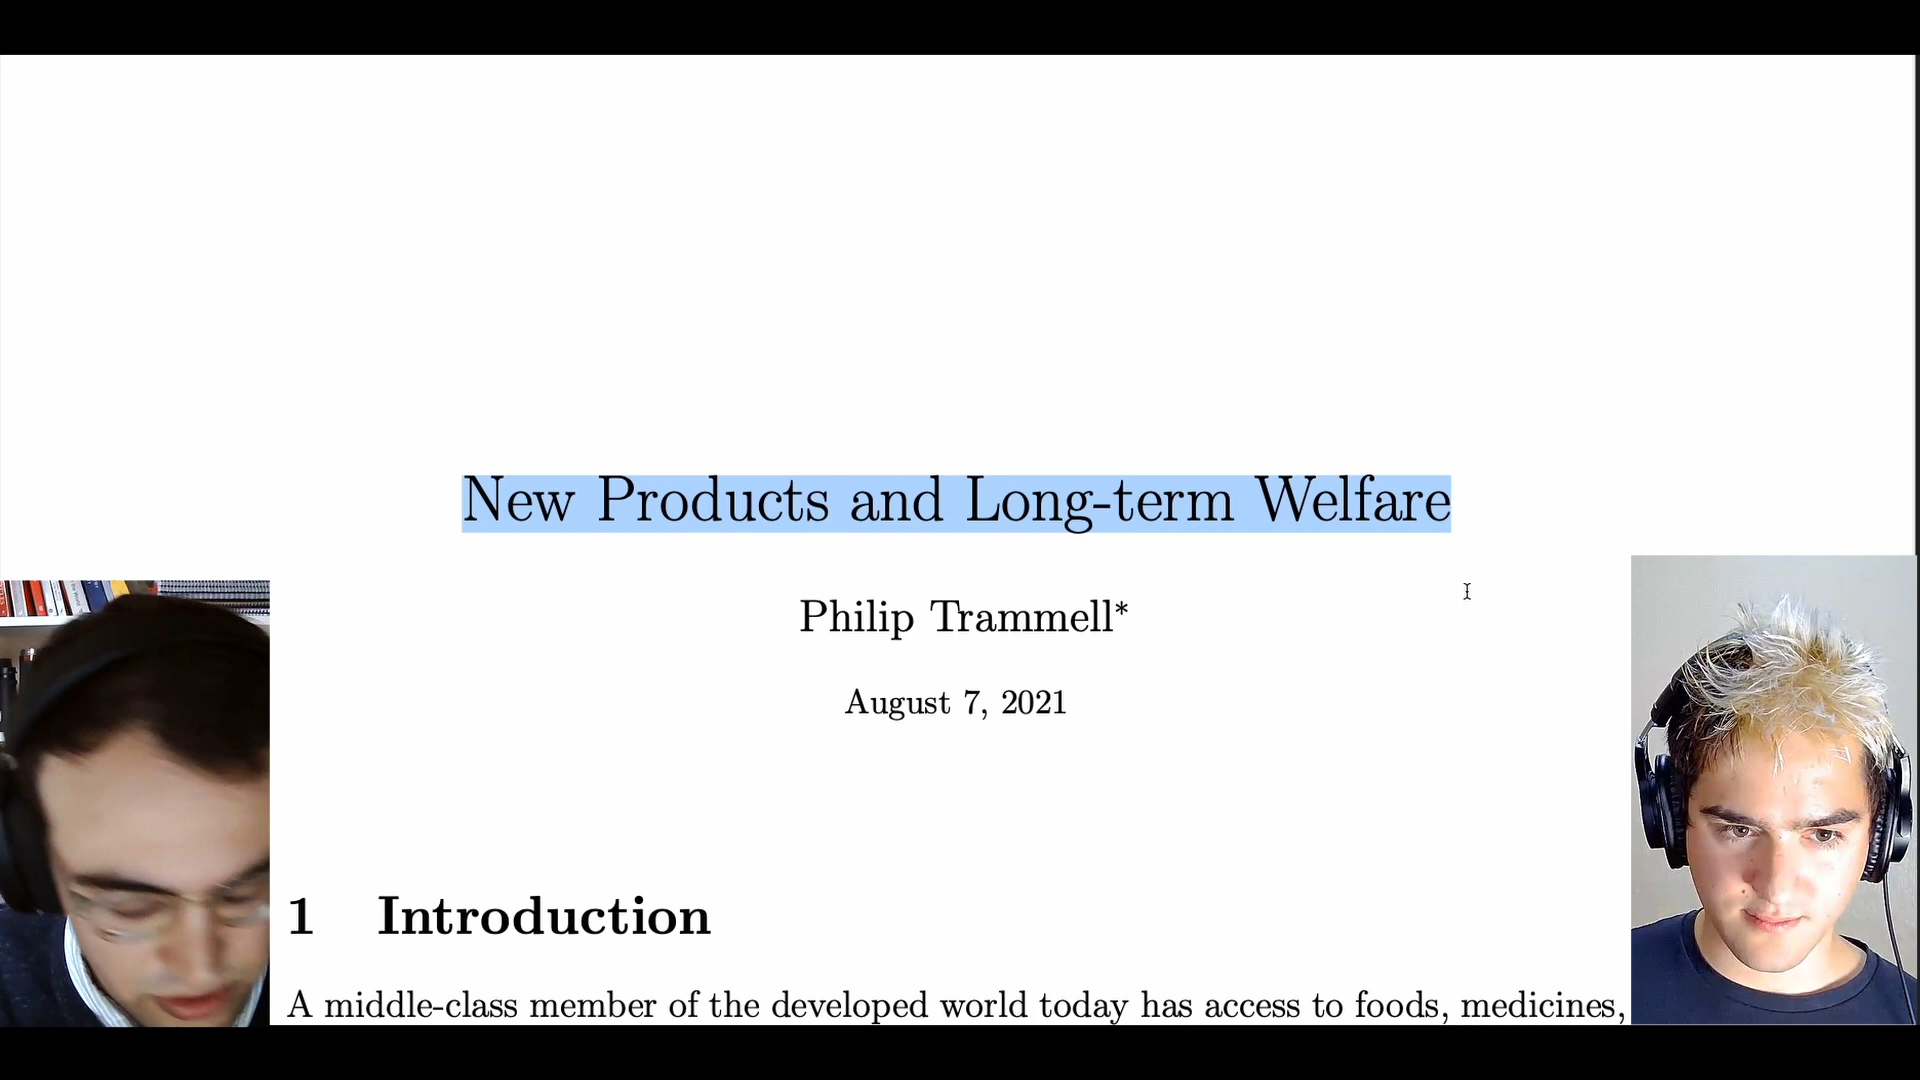 New Products and Long-term Welfare
Philip Trammell*
August 7, 2021
1 Introduction
A middle-class member of the developed world today has access to foods, medicines,